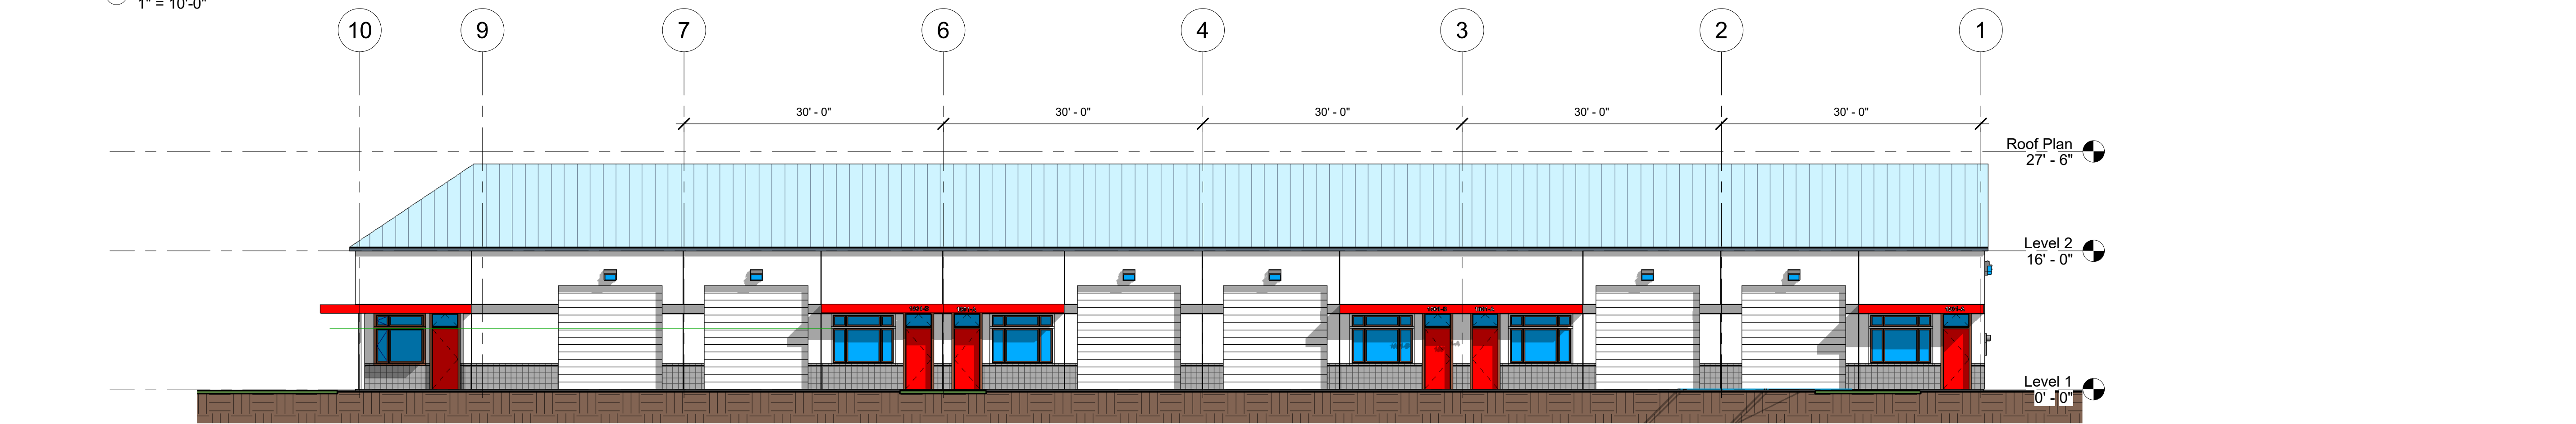 1" = 10'-0"
10 9 7 6 4 3 2 1
30' - 0" 30' - 0" 30' - 0" 30' - 0" 30' - 0"
Roof Plan
27' - 6"
Level 2
16' - 0"
Level 1
0' - 0"